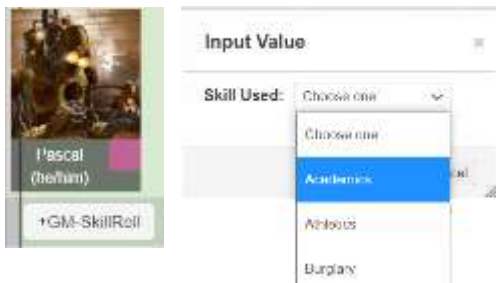 Pascal
(he/him)
+GM-SkillRoll
Input Value
Skill Used: Choose one
Choose one
Academics
Athletics
Burglary